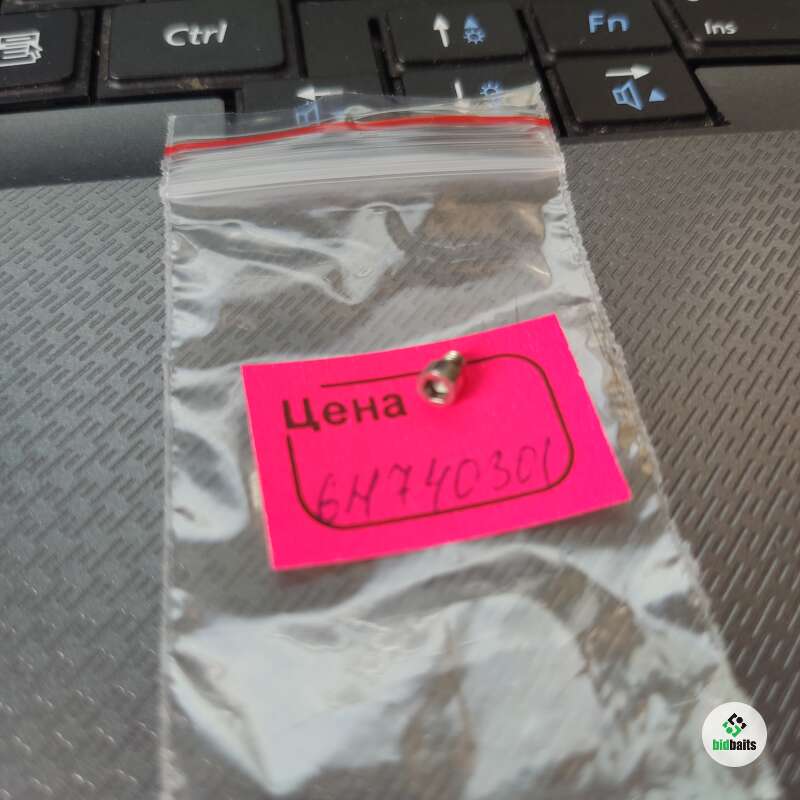 Ctrl
Fn
Ins
Цена
6H740301
bidbaits